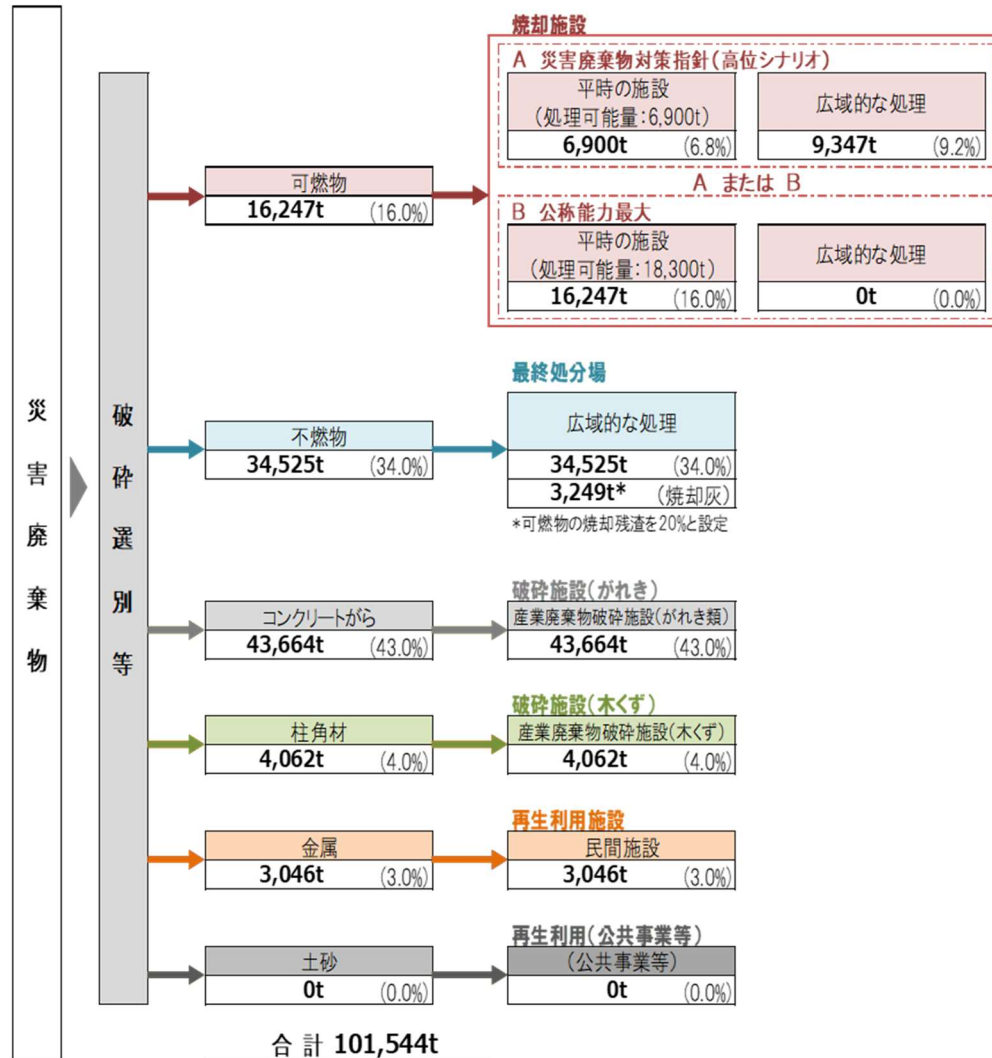 災害廃棄物
破砕選別等
焼却施設
A 災害廃棄物対策指針(高位シナリオ)
平時の施設
(処理可能量:6,900t)
6,900t (6.8%)
広域的な処理
9,347t (9.2%)
可燃物
16,247t (16.0%)
A または B
B 公称能力最大
平時の施設
(処理可能量:18,300t)
16,247t (16.0%)
広域的な処理
0t (0.0%)
最終処分場
不燃物
34,525t (34.0%)
広域的な処理
34,525t (34.0%)
3,249t* (焼却灰)
*可燃物の焼却残渣を20%と設定
破砕施設(がれき)
コンクリートがら
43,664t (43.0%)
産業廃棄物破砕施設(がれき類)
43,664t (43.0%)
破砕施設(木くず)
柱角材
4,062t (4.0%)
産業廃棄物破砕施設(木くず)
4,062t (4.0%)
再生利用施設
金属
3,046t (3.0%)
民間施設
3,046t (3.0%)
再生利用(公共事業等)
土砂
0t (0.0%)
(公共事業等)
0t (0.0%)
合計 101,544t